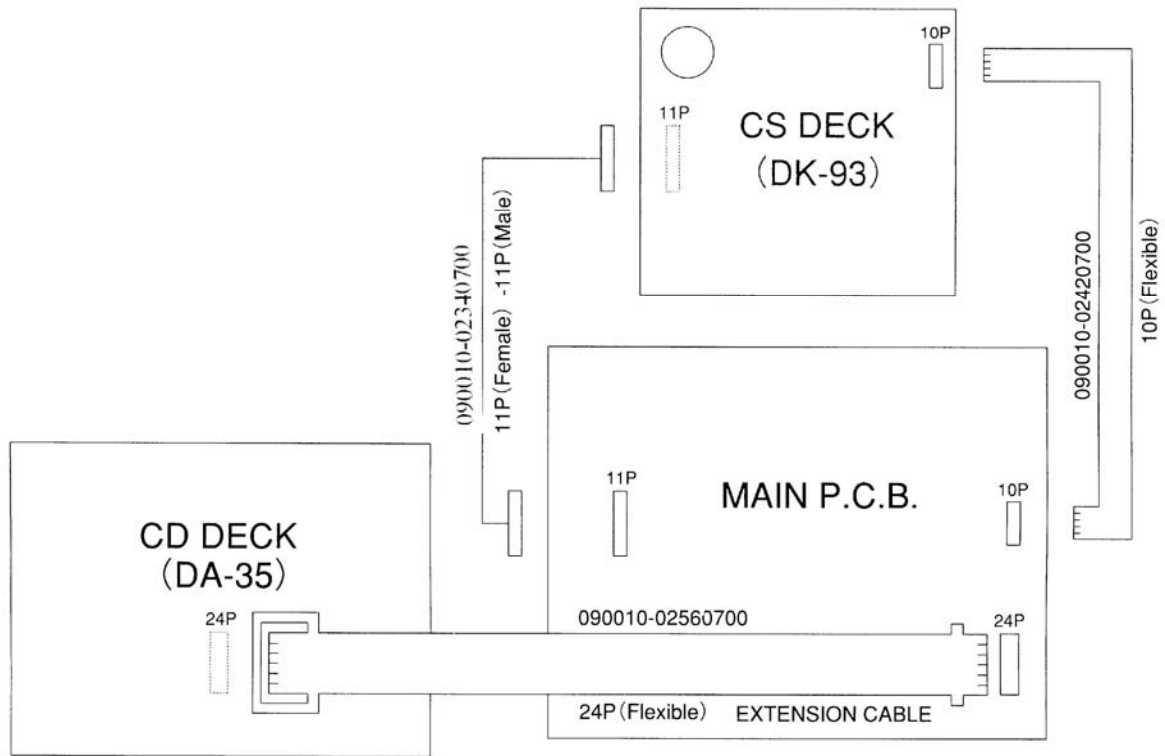 10P
11P
CS DECK
(DK-93)
090010-02340700
11P(Female) -11P(Male)
090010-02420700
10P(Flexible)
11P
MAIN P.C.B.
10P
CD DECK
(DA-35)
24P
090010-02560700
24P
24P(Flexible) EXTENSION CABLE